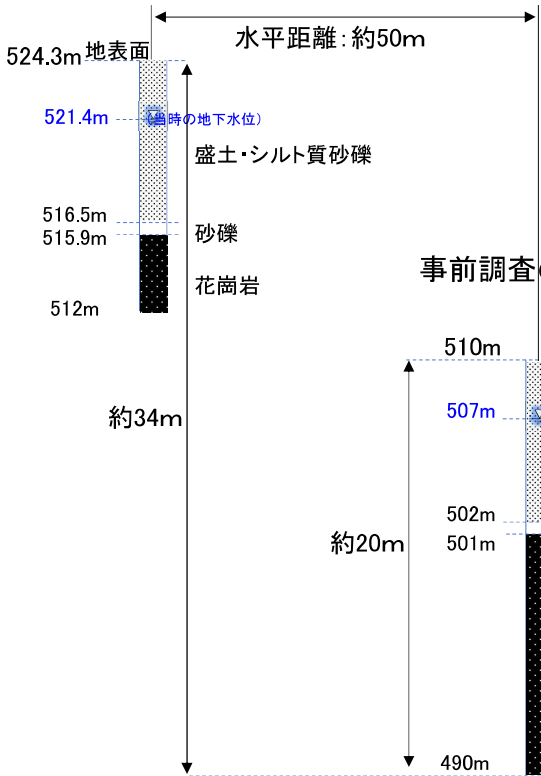 水平距離：約50m
524.3m 地表面
521.4m （当時の地下水位）
盛土・シルト質砂礫
516.5m
515.9m
砂礫
花崗岩
512m
事前調査
510m
507m
約34m
502m
501m
約20m
490m